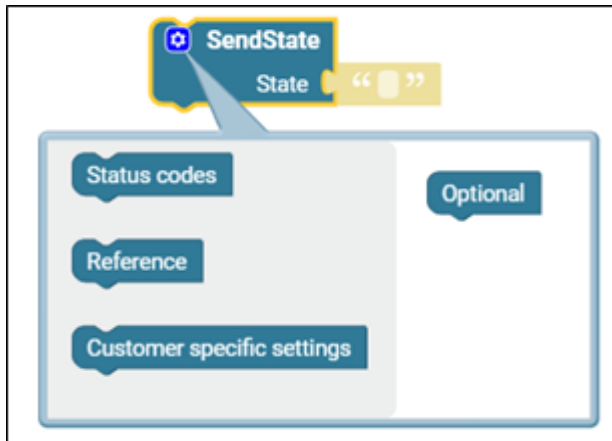 SendState
State “ ”
Status codes
Optional
Reference
Customer specific settings